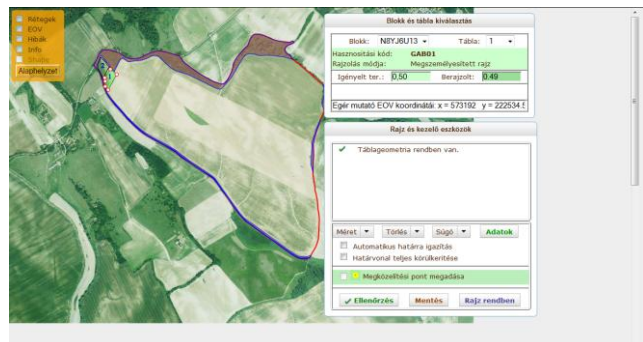 Rétegek
EOV
Hibák
Info
Alaphelyzet
2
1
Blokk és tábla kiválasztás
Blokk: N8YJ6U13 Tábla: 1
Hasznosítási kód: GAB01
Rajzolás módja: Megszemélyesített rajz
Igényelt ter.: 0,50 Berajzolt: 0.49
Egér mutató EOV koordinátái: x = 573192 y = 222534.5
Rajz és kezelő eszközök
Táblageometria rendben van.
Méret Törlés Súgó Adatok
Automatikus határra igazítás
Határvonal teljes körülkerítése
Megközelítési pont megadása
Ellenőrzés Mentés Rajz rendben